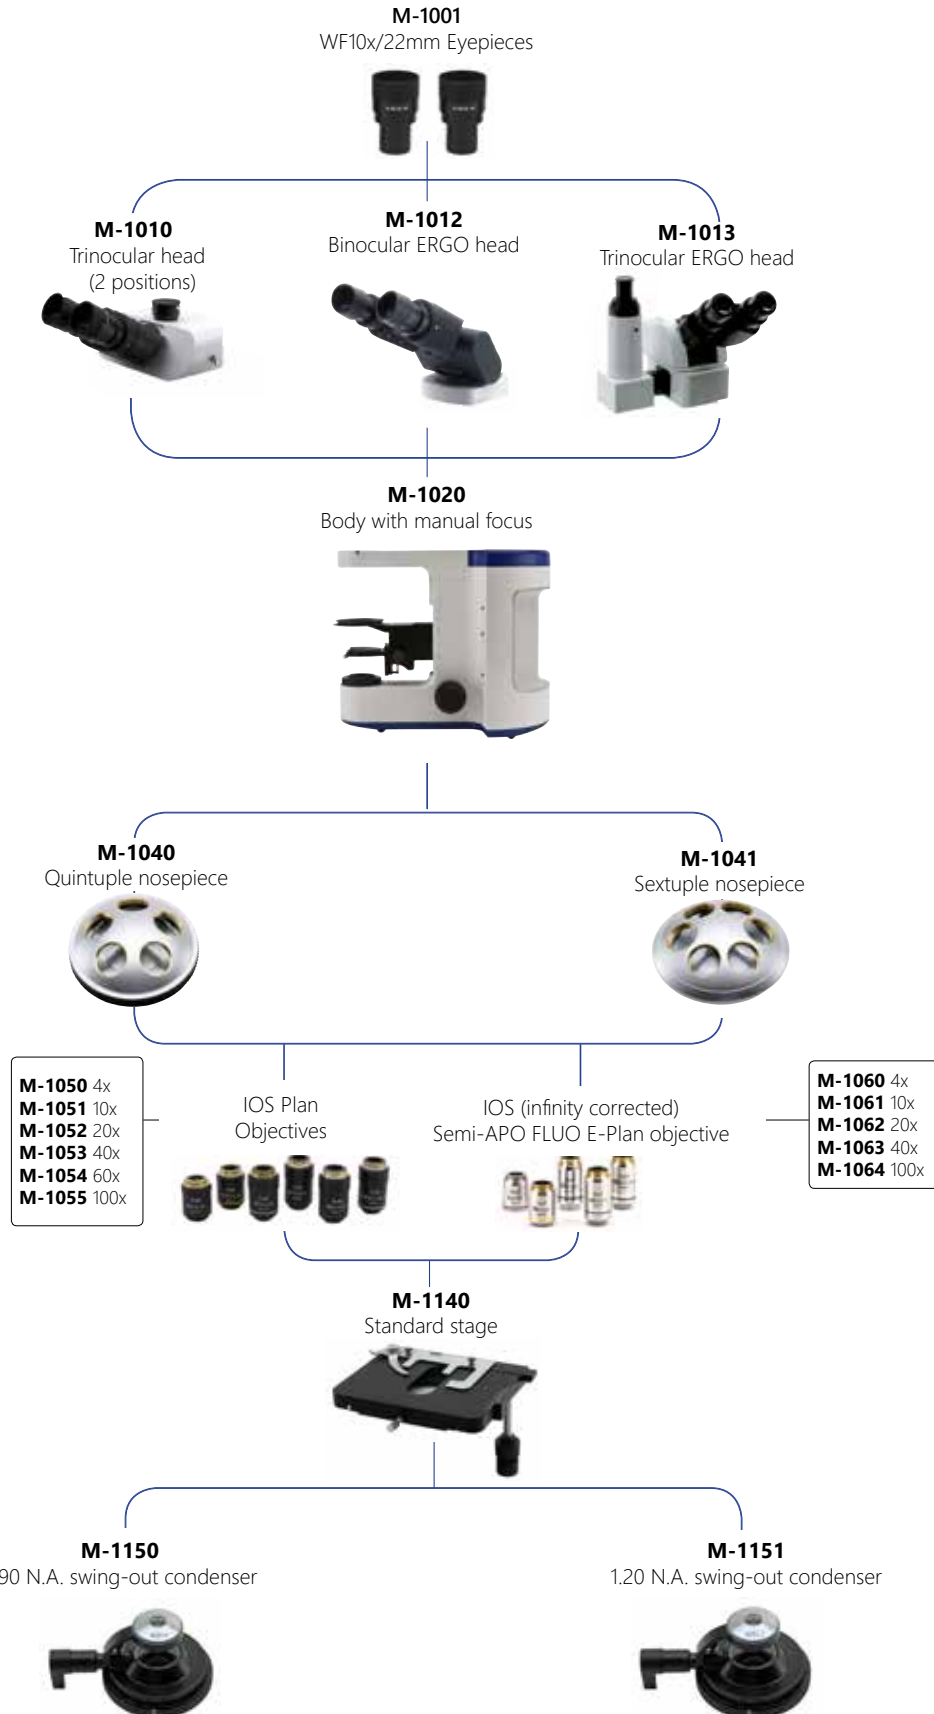 M-1001
WF10x/22mm Eyepieces
M-1010
Trinocular head
(2 positions)
M-1012
Binocular ERGO head
M-1013
Trinocular ERGO head
M-1020
Body with manual focus
M-1040
Quintuple nosepiece
M-1041
Sextuple nosepiece
M-1050 4x
M-1051 10x
M-1052 20x
M-1053 40x
M-1054 60x
M-1055 100x
IOS Plan
Objectives
IOS (infinity corrected)
Semi-APO FLUO E-Plan objective
M-1060 4x
M-1061 10x
M-1062 20x
M-1063 40x
M-1064 100x
M-1140
Standard stage
M-1150
90 N.A. swing-out condenser
M-1151
1.20 N.A. swing-out condenser